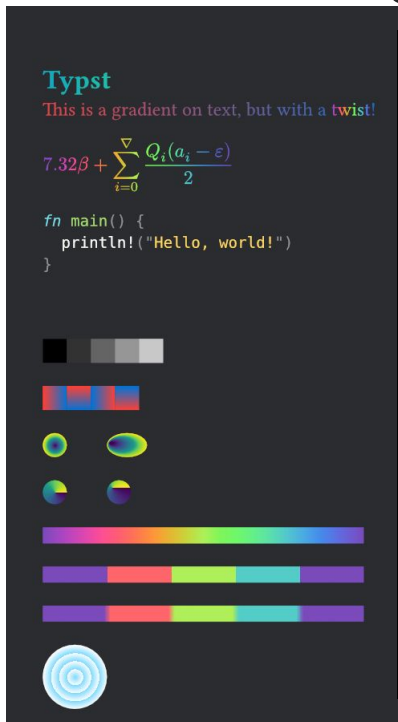 Typst
This is a gradient on text, but with a twist!
7.32β + ∑_{i=0}^{∇} Q_i(a_i − ε) / 2
fn main() {
  println!("Hello, world!")
}